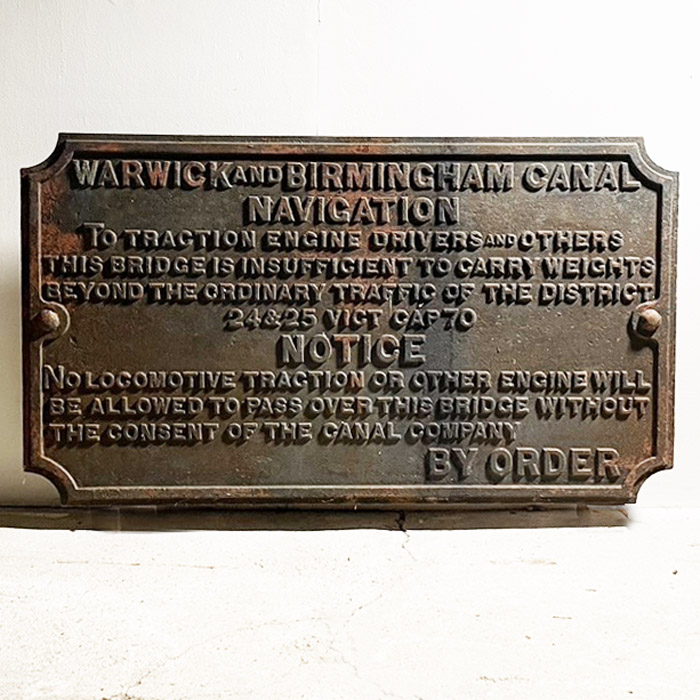 WARWICK AND BIRMINGHAM CANAL
NAVIGATION
TO TRACTION ENGINE DRIVERS AND OTHERS
THIS BRIDGE IS INSUFFICIENT TO CARRY WEIGHTS
BEYOND THE ORDINARY TRAFFIC OF THE DISTRICT
24&25 VICT CAP 70
NOTICE
NO LOCOMOTIVE TRACTION OR OTHER ENGINE WILL
BE ALLOWED TO PASS OVER THIS BRIDGE WITHOUT
THE CONSENT OF THE CANAL COMPANY
BY ORDER